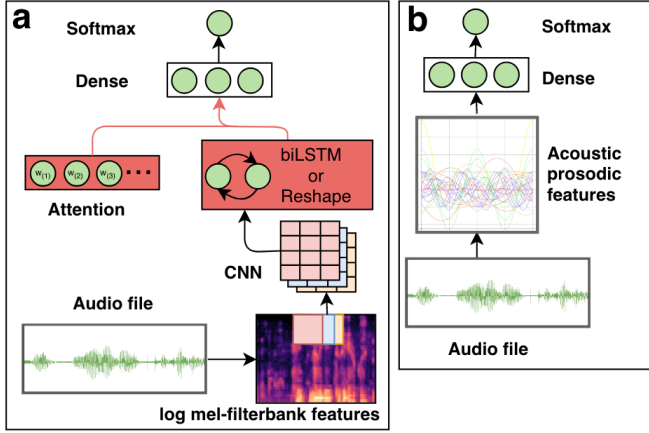 a
Softmax
Dense
w(1) w(2) w(3) ...
Attention
biLSTM
or
Reshape
CNN
Audio file
log mel-filterbank features
b
Softmax
Dense
Acoustic
prosodic
features
Audio file